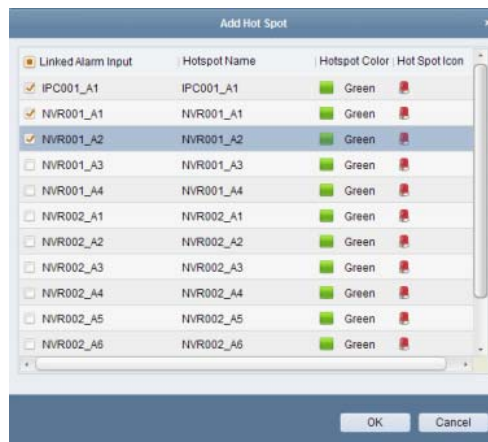 Add Hot Spot
Linked Alarm Input Hotspot Name Hotspot Color Hot Spot Icon
IPC001_A1 IPC001_A1 Green
NVR001_A1 NVR001_A1 Green
NVR001_A2 NVR001_A2 Green
NVR001_A3 NVR001_A3 Green
NVR001_A4 NVR001_A4 Green
NVR002_A1 NVR002_A1 Green
NVR002_A2 NVR002_A2 Green
NVR002_A3 NVR002_A3 Green
NVR002_A4 NVR002_A4 Green
NVR002_A5 NVR002_A5 Green
NVR002_A6 NVR002_A6 Green
OK Cancel